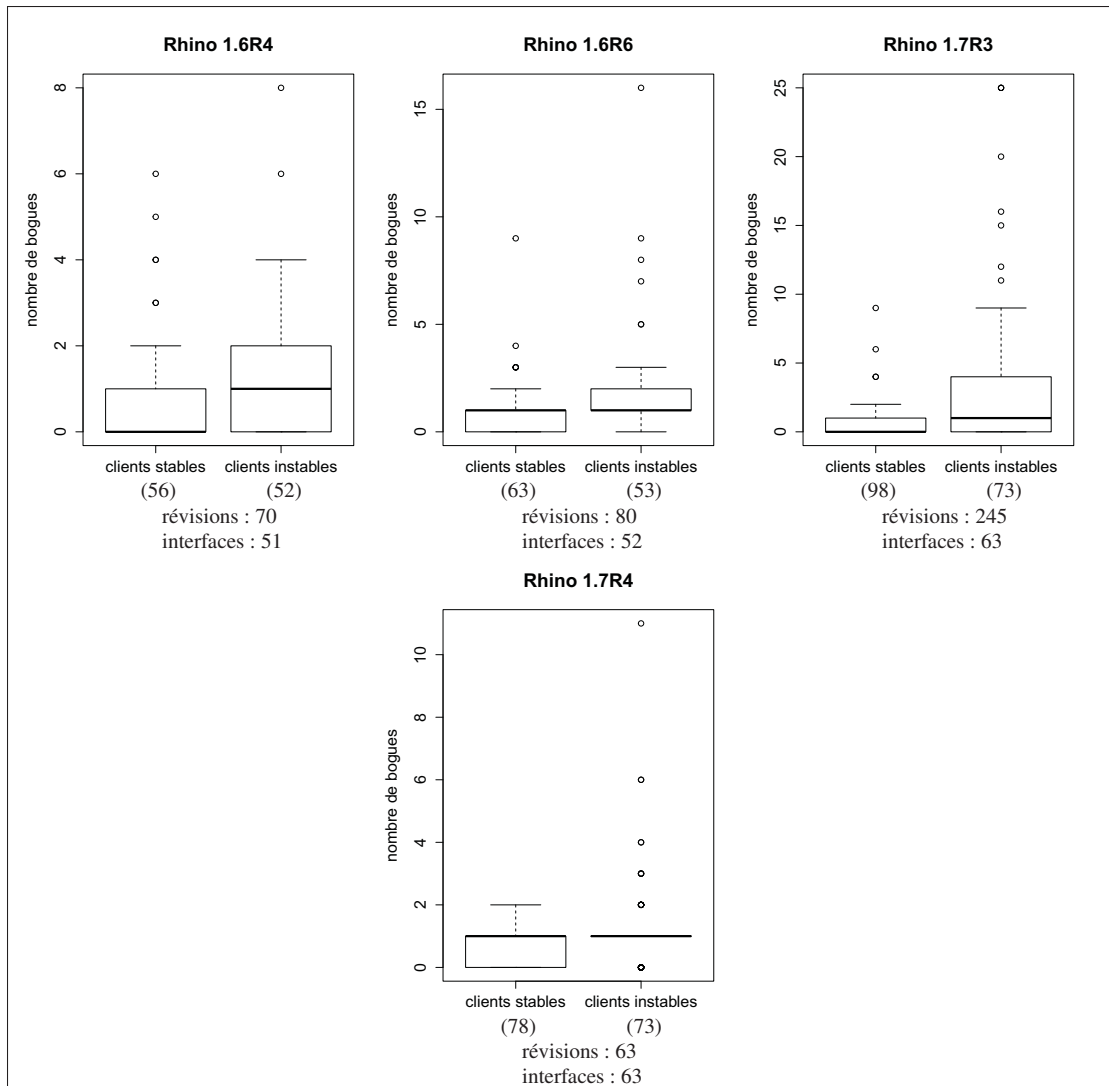 Rhino 1.6R4
nombre de bogues
8
6
4
2
0
clients stables clients instables
(56) (52)
révisions : 70
interfaces : 51
Rhino 1.6R6
nombre de bogues
15
10
5
0
clients stables clients instables
(63) (53)
révisions : 80
interfaces : 52
Rhino 1.7R3
nombre de bogues
25
20
15
10
5
0
clients stables clients instables
(98) (73)
révisions : 245
interfaces : 63
Rhino 1.7R4
nombre de bogues
10
8
6
4
2
0
clients stables clients instables
(78) (73)
révisions : 63
interfaces : 63